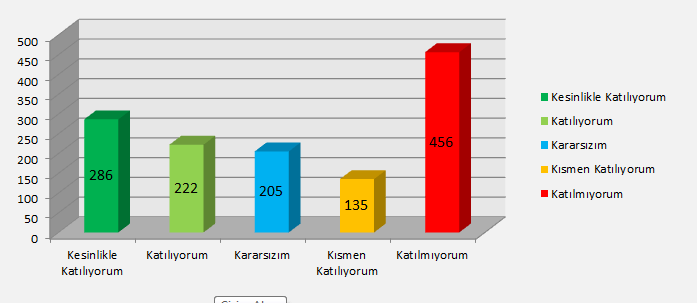 500
450
400
350
300
250
200
150
100
50
0
286
222
205
135
456
Kesinlikle
Katılıyorum
Katılıyorum
Kararsızım
Kısmen
Katılıyorum
Katılmıyorum
Kesinlikle Katılıyorum
Katılıyorum
Kararsızım
Kısmen Katılıyorum
Katılmıyorum